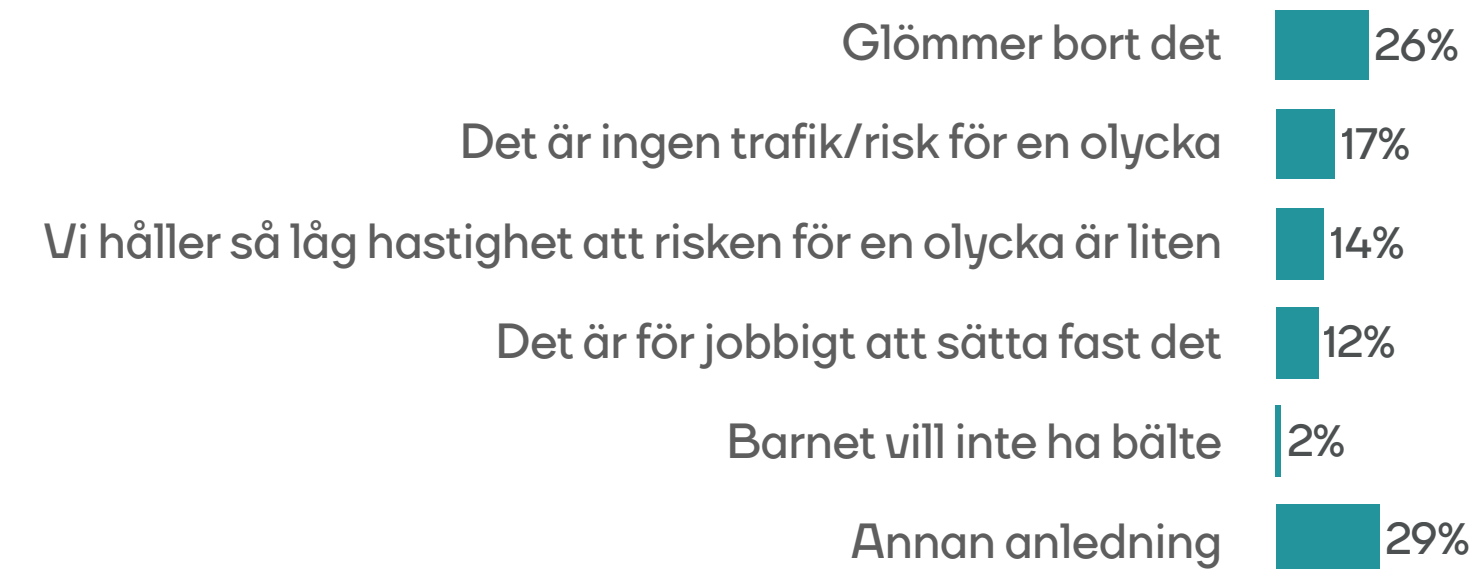 Glömmer bort det 26%
Det är ingen trafik/risk för en olycka 17%
Vi håller så låg hastighet att risken för en olycka är liten 14%
Det är för jobbigt att sätta fast det 12%
Barnet vill inte ha bälte 2%
Annan anledning 29%